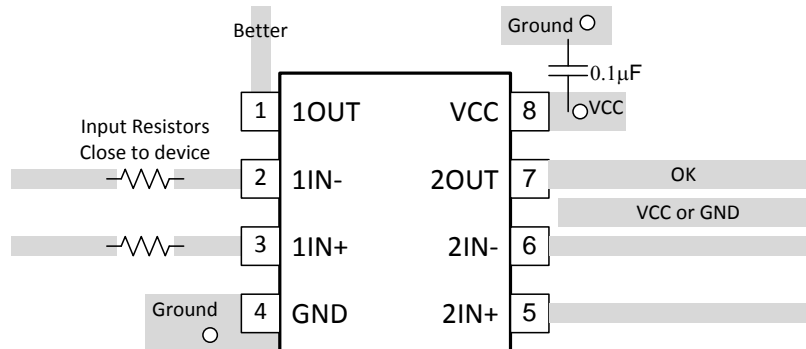 Ground
Better
0.1µF
1 1OUT VCC 8 VCC
Input Resistors
Close to device
2 1IN- 2OUT 7 OK
VCC or GND
3 1IN+ 2IN- 6
Ground 4 GND 2IN+ 5